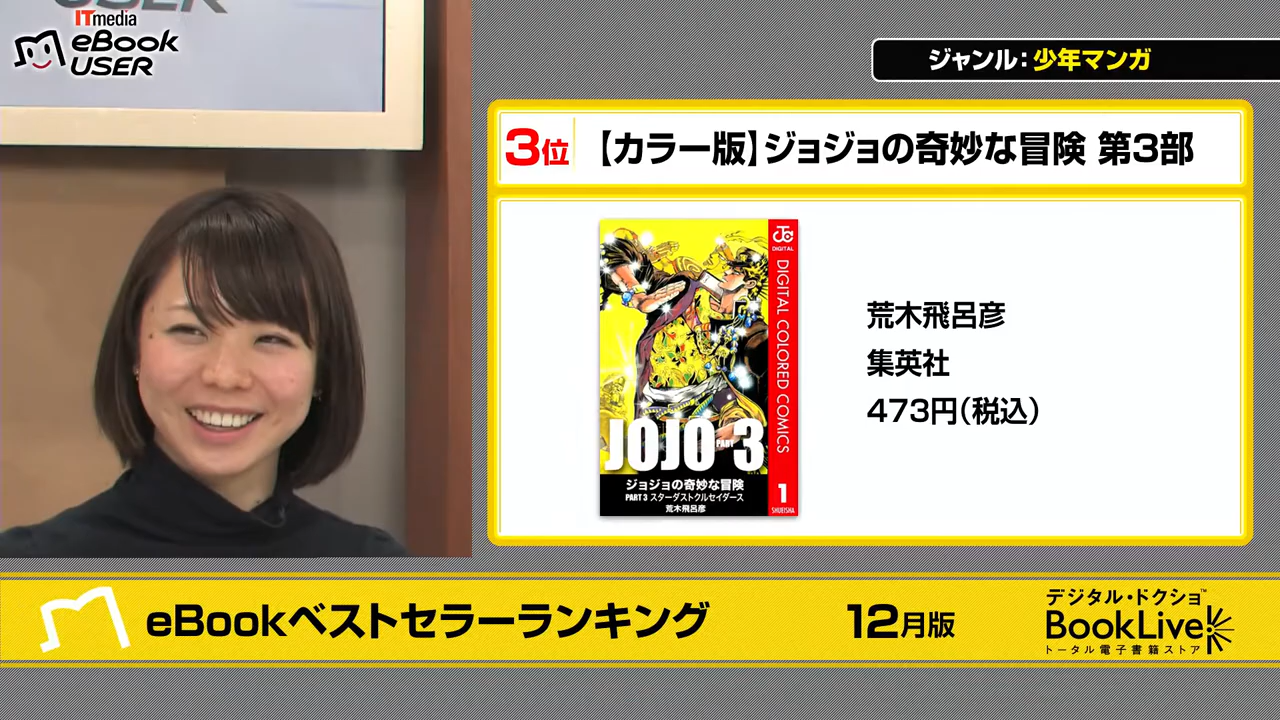 USER
ITmedia
eBook
USER
ジャンル：少年マンガ
3位
【カラー版】ジョジョの奇妙な冒険 第3部
DIGITAL
DIGITAL COLORED COMICS
JOJO PART 3
ジョジョの奇妙な冒険
PART 3 スターダストクルセイダース
荒木飛呂彦
1
SHUEISHA
荒木飛呂彦
集英社
473円（税込）
eBookベストセラーランキング
12月版
デジタル・ドクショ™
BookLive!
トータル電子書籍ストア